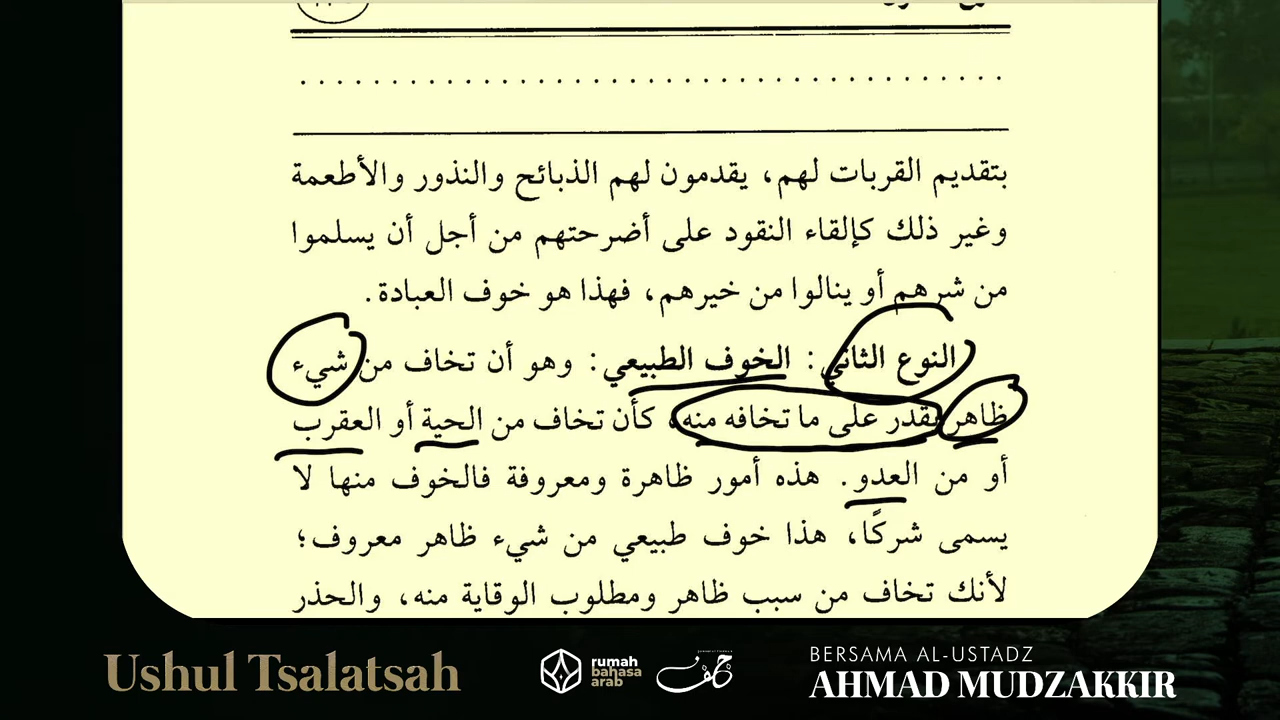 بتقديم القربات لهم، يقدمون لهم الذبائح والنذور والأطعمة
وغير ذلك كإلقاء النقود على أضرحتهم من أجل أن يسلموا
من شرهم أو ينالوا من خيرهم، فهذا هو خوف العبادة.
النوع الثاني: الخوف الطبيعي: وهو أن تخاف من شيء
ظاهر يقدر على ما تخافه منه، كأن تخاف من الحية أو العقرب
أو من العدو. هذه أمور ظاهرة ومعروفة فالخوف منها لا
يسمى شركًا، هذا خوف طبيعي من شيء ظاهر معروف؛
لأنك تخاف من سبب ظاهر ومطلوب الوقاية منه، والحذر
Ushul Tsalatsah
rumah
bahasa
arab
BERSAMA AL-USTADZ
AHMAD MUDZAKKIR